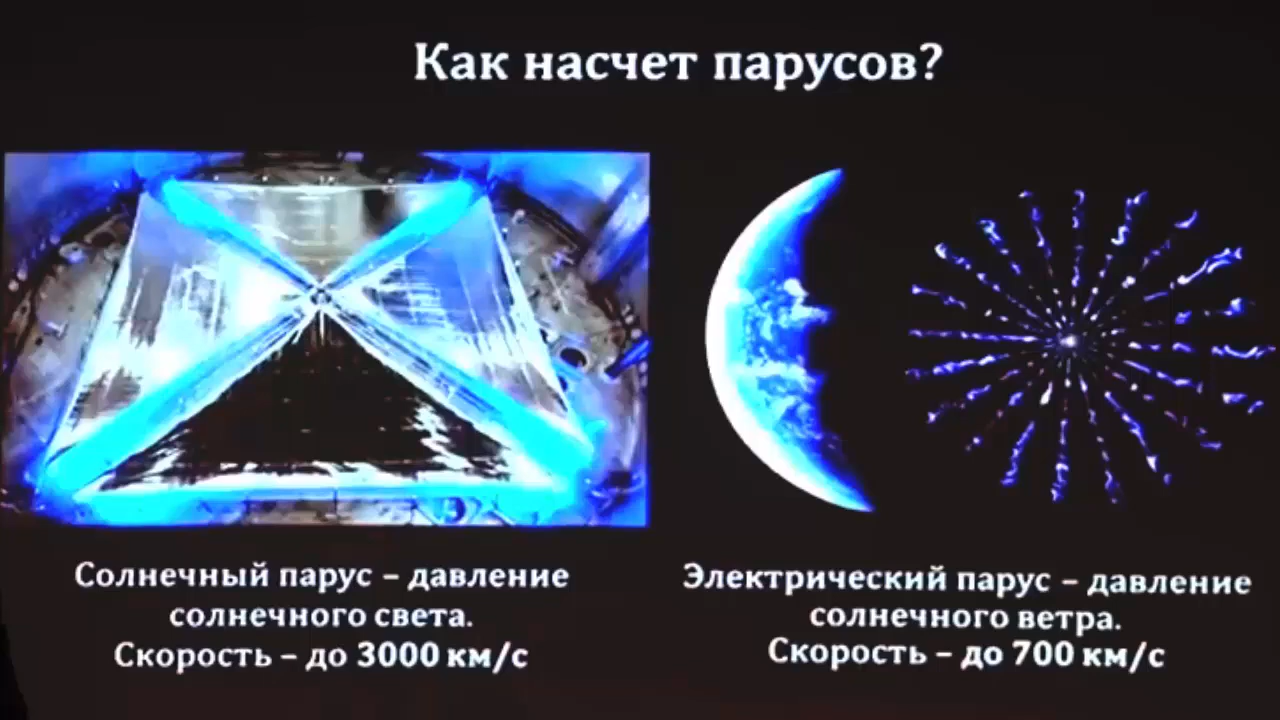 Как насчет парусов?
Солнечный парус – давление
солнечного света.
Скорость – до 3000 км/с
Электрический парус – давление
солнечного ветра.
Скорость – до 700 км/с